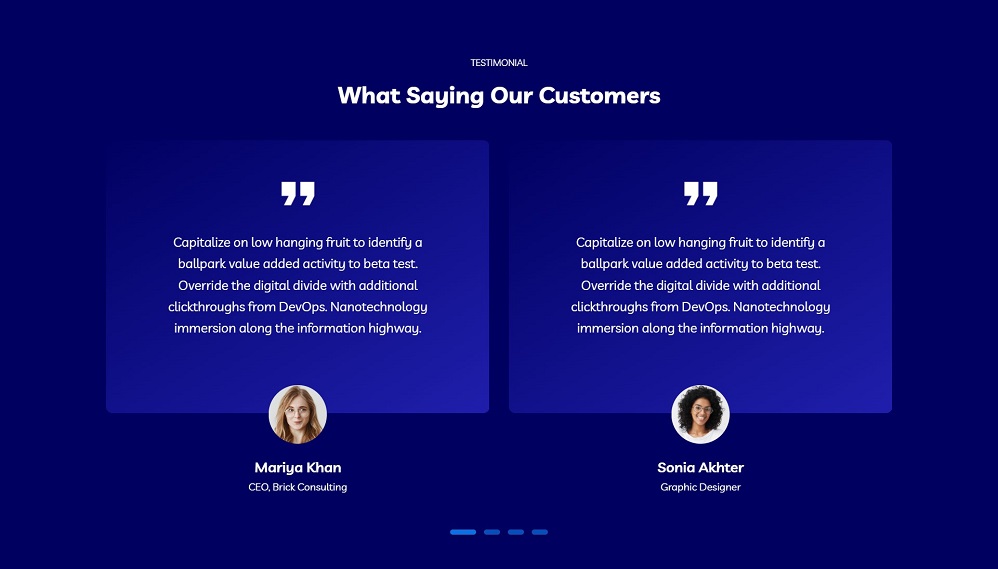 TESTIMONIAL
What Saying Our Customers
”
Capitalize on low hanging fruit to identify a
ballpark value added activity to beta test.
Override the digital divide with additional
clickthroughs from DevOps. Nanotechnology
immersion along the information highway.
Mariya Khan
CEO, Brick Consulting
”
Capitalize on low hanging fruit to identify a
ballpark value added activity to beta test.
Override the digital divide with additional
clickthroughs from DevOps. Nanotechnology
immersion along the information highway.
Sonia Akhter
Graphic Designer